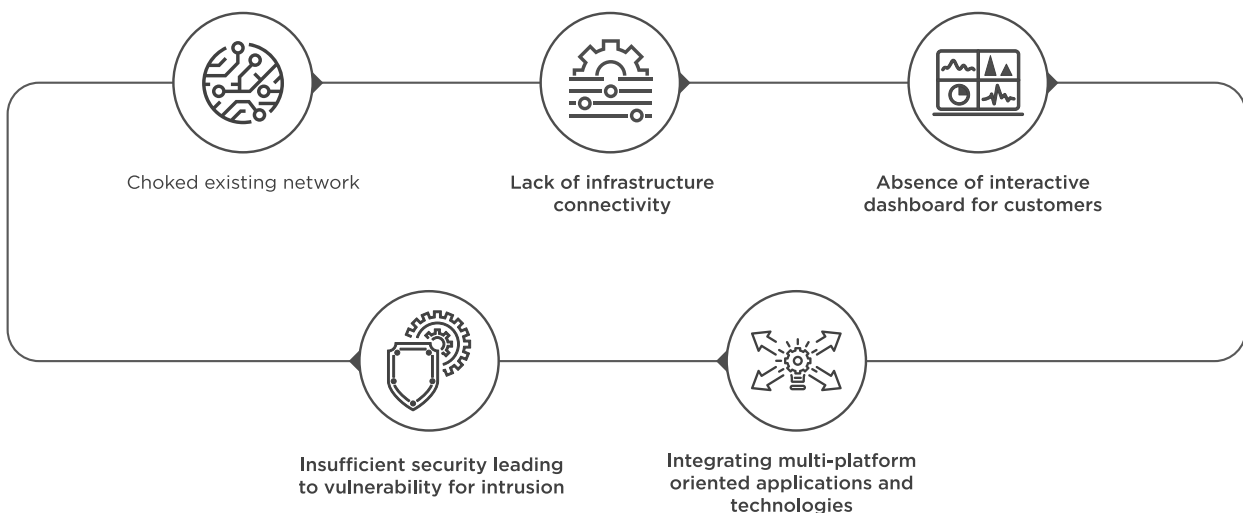 Choked existing network
Lack of infrastructure
connectivity
Absence of interactive
dashboard for customers
Insufficient security leading
to vulnerability for intrusion
Integrating multi-platform
oriented applications and
technologies